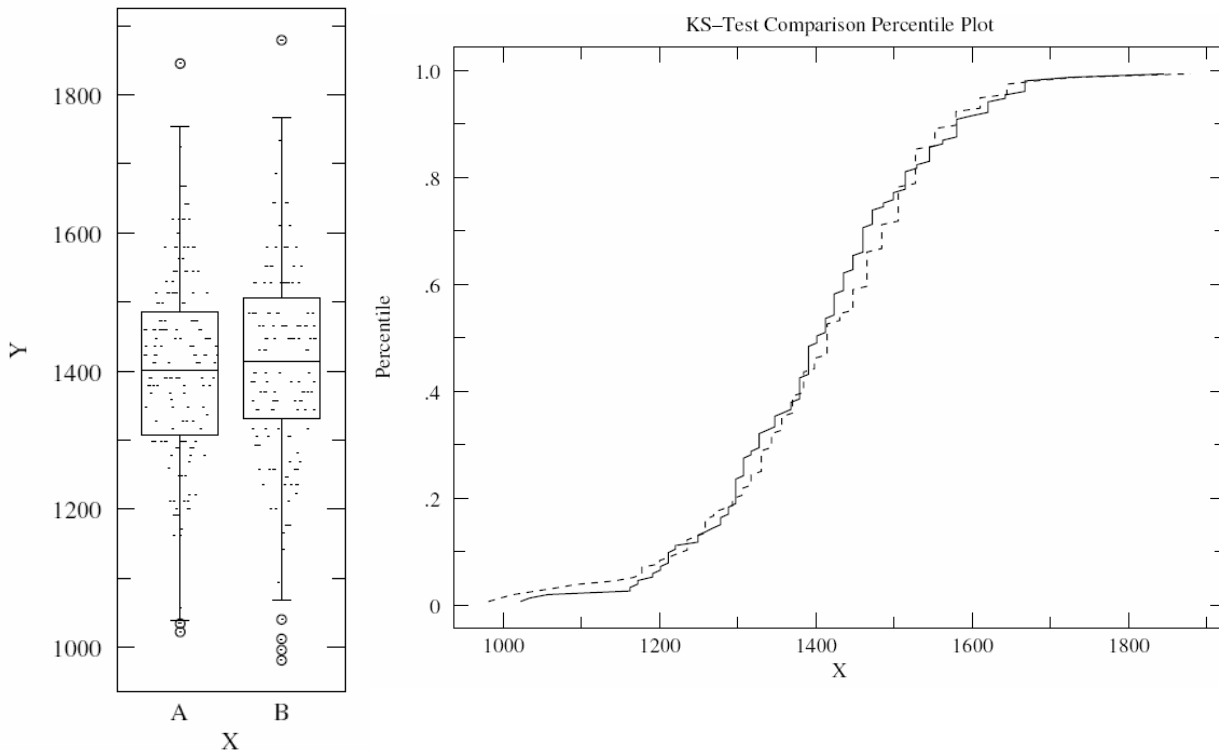 1800
1600
1400
1200
1000
Y
A B
X
KS–Test Comparison Percentile Plot
1.0
.8
.6
.4
.2
0
Percentile
1000 1200 1400 1600 1800
X